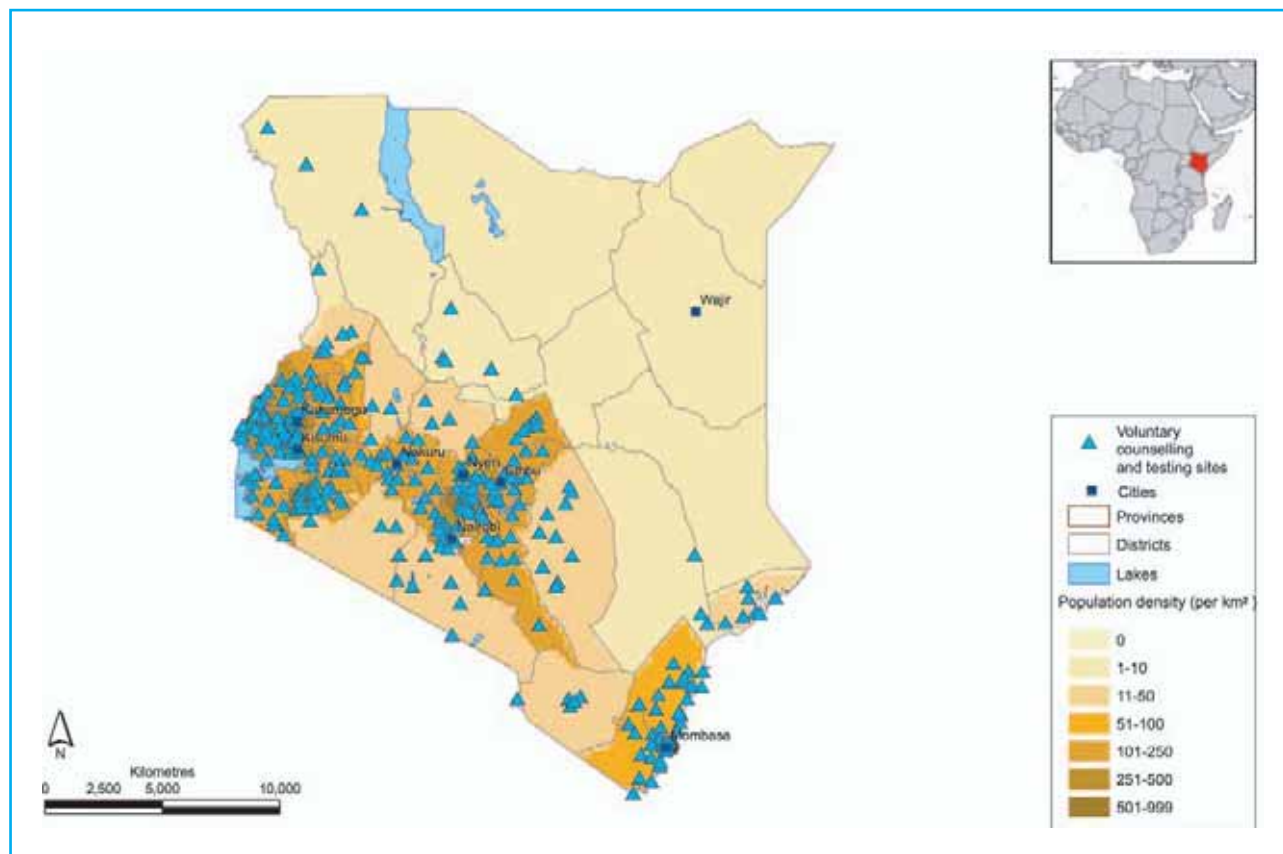 Wajir
Kakamega
Kisumu
Nakuru
Nyeri
Embu
Nairobi
Mombasa
N
Kilometres
0 2,500 5,000 10,000
Voluntary
counselling
and testing sites
Cities
Provinces
Districts
Lakes
Population density (per km²)
0
1-10
11-50
51-100
101-250
251-500
501-999